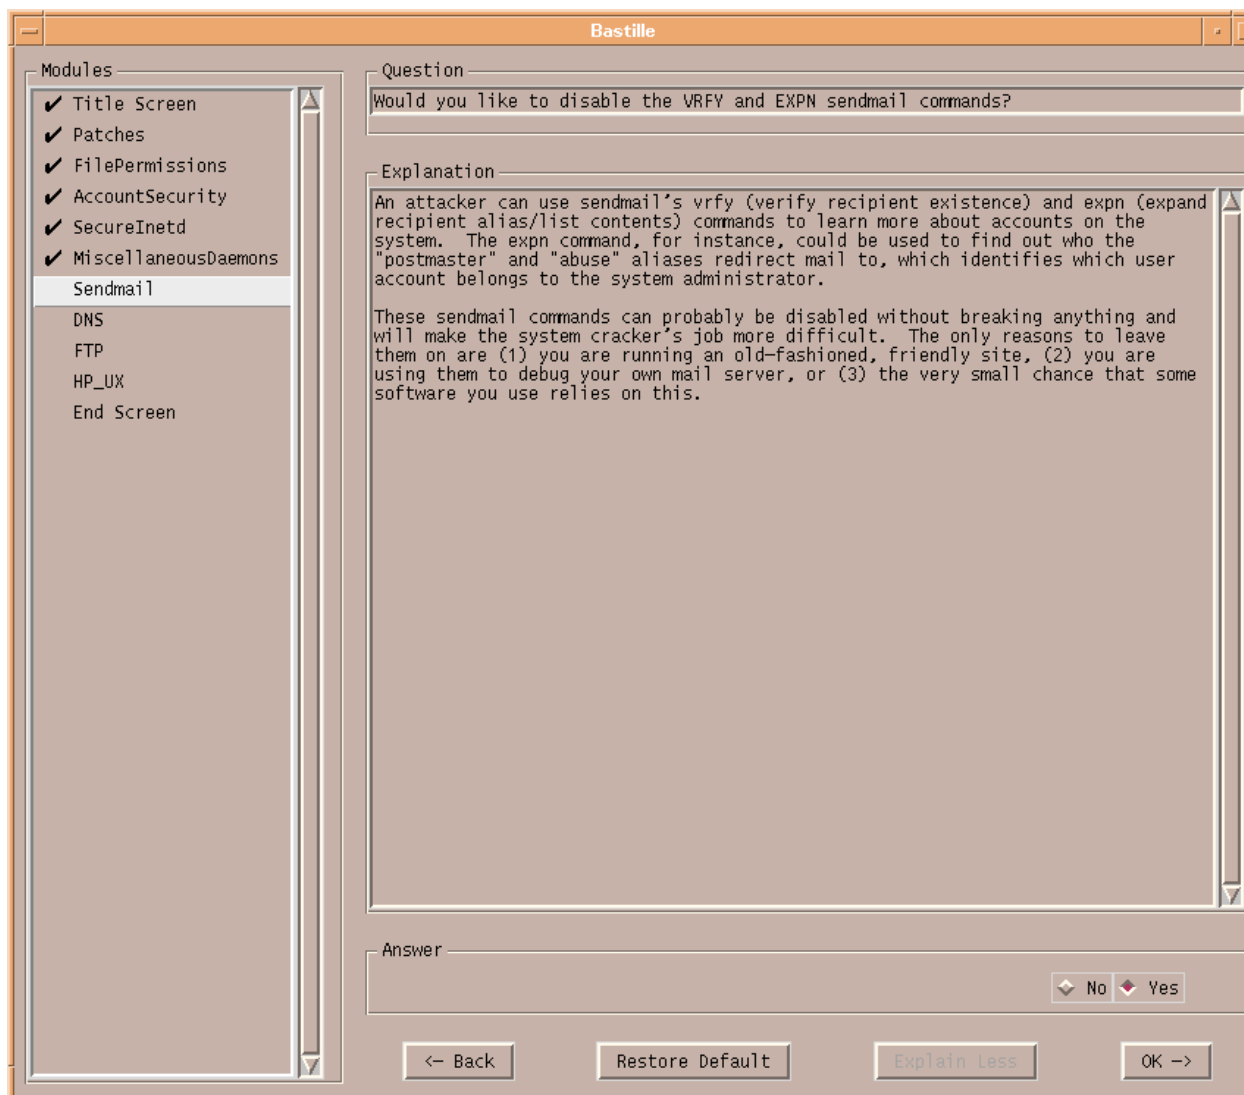 Bastille
Modules
Title Screen
Patches
FilePermissions
AccountSecurity
SecureInetd
MiscellaneousDaemons
Sendmail
DNS
FTP
HP_UX
End Screen
Question
Would you like to disable the VRFY and EXPN sendmail commands?
Explanation
An attacker can use sendmail's vrfy (verify recipient existence) and expn (expand
recipient alias/list contents) commands to learn more about accounts on the
system.  The expn command, for instance, could be used to find out who the
"postmaster" and "abuse" aliases redirect mail to, which identifies which user
account belongs to the system administrator.
These sendmail commands can probably be disabled without breaking anything and
will make the system cracker's job more difficult.  The only reasons to leave
them on are (1) you are running an old-fashioned, friendly site, (2) you are
using them to debug your own mail server, or (3) the very small chance that some
software you use relies on this.
Answer
No Yes
<- Back Restore Default Explain Less OK ->